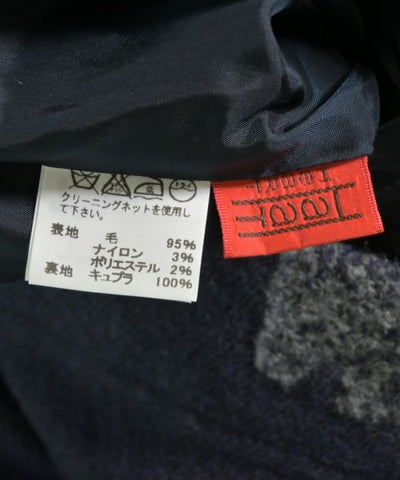 クリーニングネットを使用し
て下さい。
表地 毛 95%
ナイロン 3%
ポリエステル 2%
裏地 キュプラ 100%